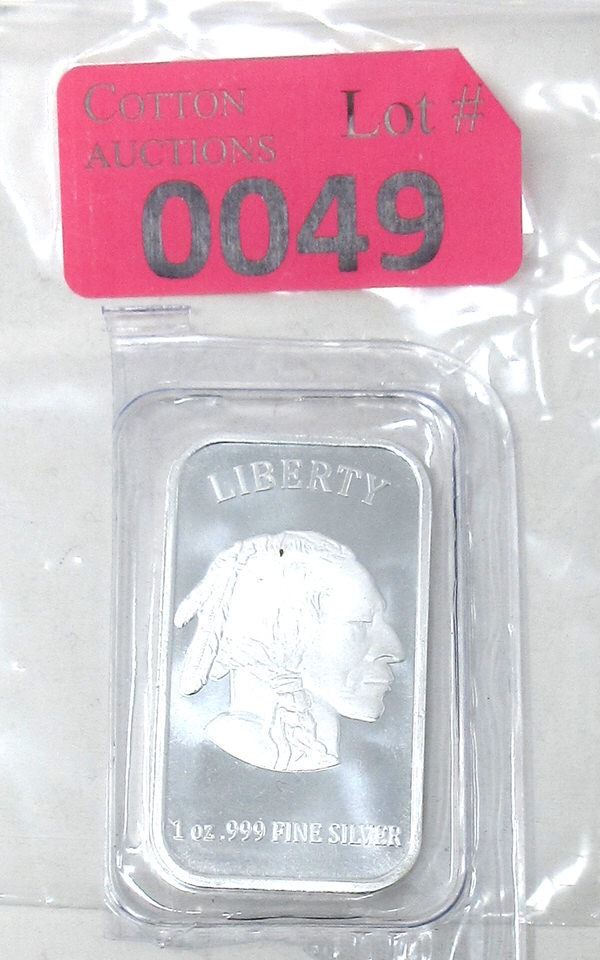 COTTON
AUCTIONS
Lot #
0049
LIBERTY
1 oz .999 FINE SILVER